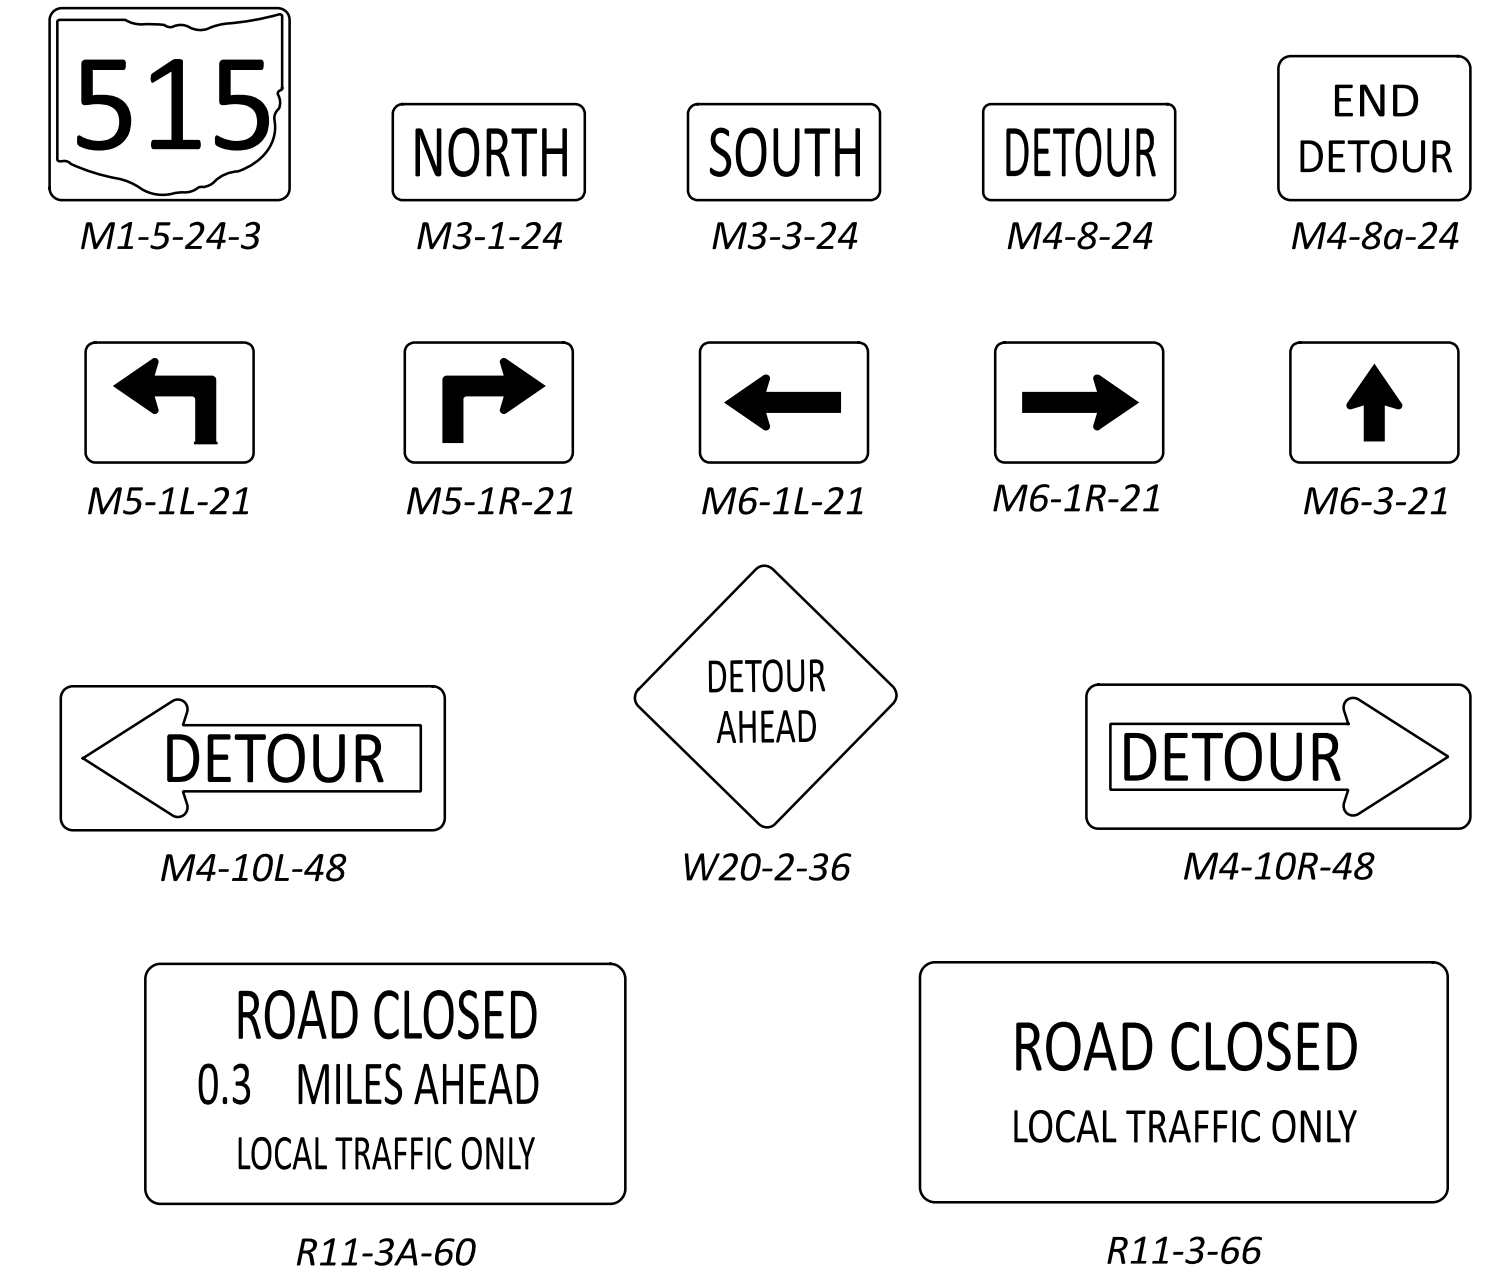 515
NORTH
SOUTH
DETOUR
END
DETOUR
M1-5-24-3
M3-1-24
M3-3-24
M4-8-24
M4-8a-24
M5-1L-21
M5-1R-21
M6-1L-21
M6-1R-21
M6-3-21
DETOUR
DETOUR
AHEAD
DETOUR
M4-10L-48
W20-2-36
M4-10R-48
ROAD CLOSED
0.3 MILES AHEAD
LOCAL TRAFFIC ONLY
ROAD CLOSED
LOCAL TRAFFIC ONLY
R11-3A-60
R11-3-66